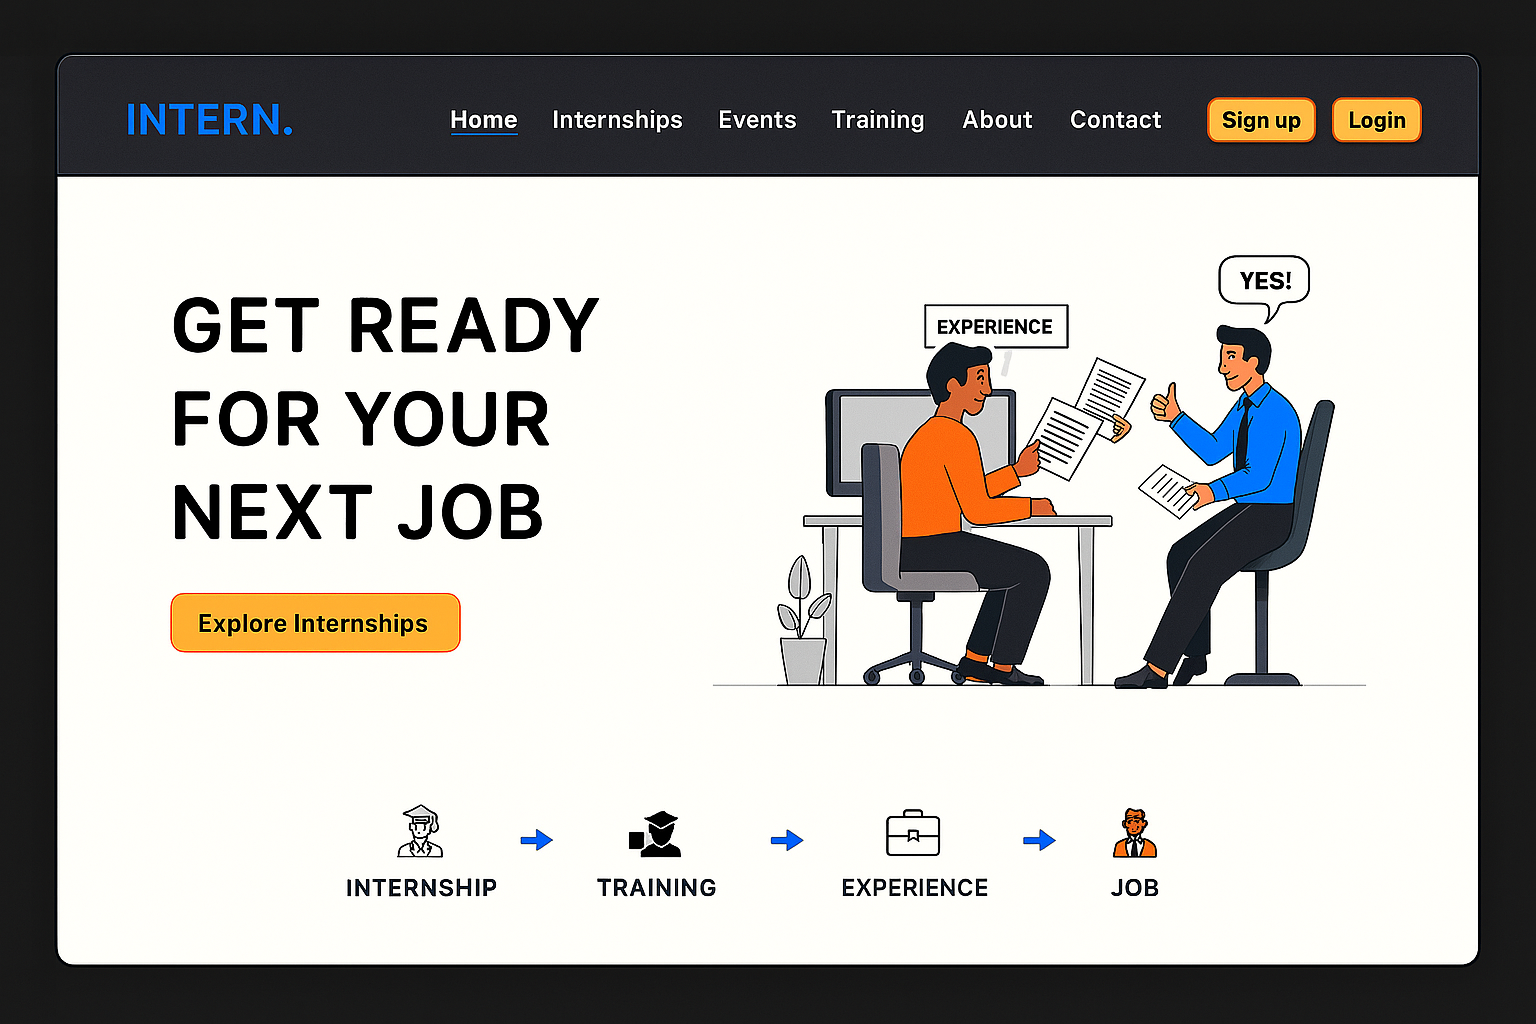 INTERN.
Home Internships Events Training About Contact Sign up Login
GET READY
FOR YOUR
NEXT JOB
Explore Internships
YES!
EXPERIENCE
INTERNSHIP TRAINING EXPERIENCE JOB